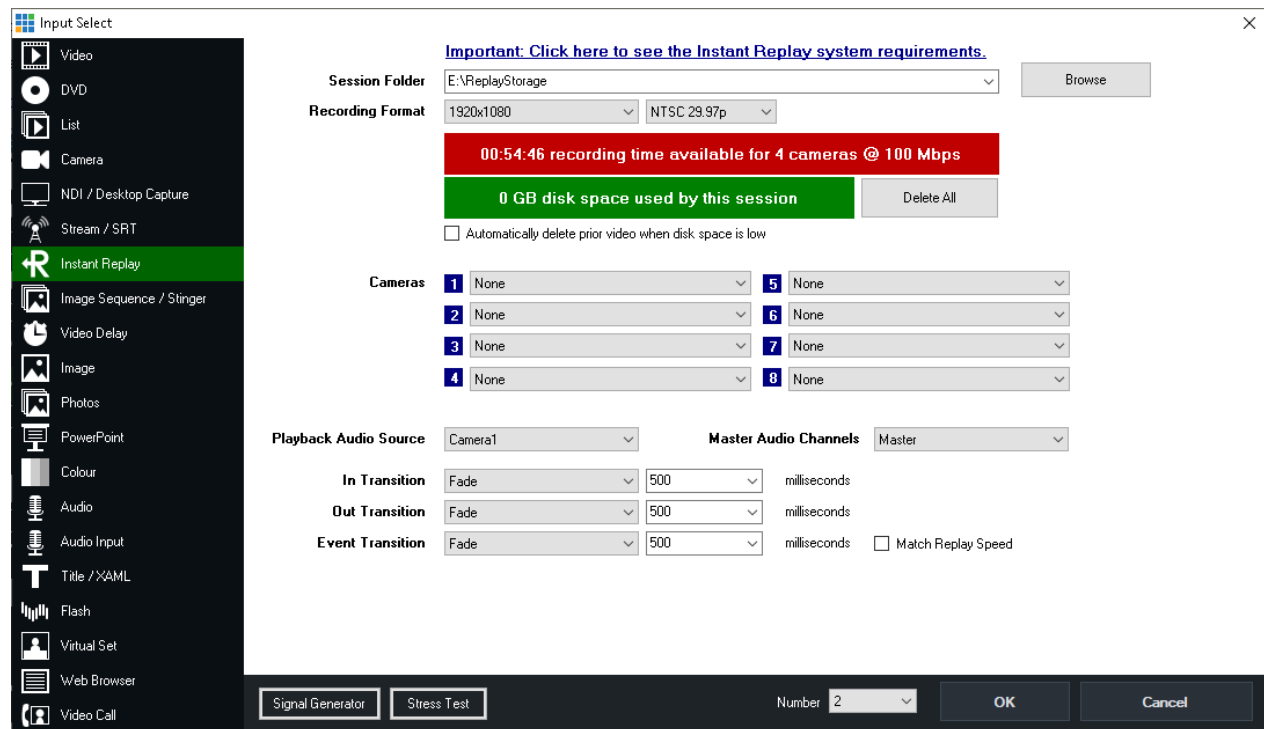 Input Select
Video
DVD
List
Camera
NDI / Desktop Capture
Stream / SRT
Instant Replay
Image Sequence / Stinger
Video Delay
Image
Photos
PowerPoint
Colour
Audio
Audio Input
Title / XAML
Flash
Virtual Set
Web Browser
Video Call
Important: Click here to see the Instant Replay system requirements.
Session Folder E:\ReplayStorage Browse
Recording Format 1920x1080 NTSC 29.97p
00:54:46 recording time available for 4 cameras @ 100 Mbps
0 GB disk space used by this session Delete All
Automatically delete prior video when disk space is low
Cameras 1 None 5 None
2 None 6 None
3 None 7 None
4 None 8 None
Playback Audio Source Camera1 Master Audio Channels Master
In Transition Fade 500 milliseconds
Out Transition Fade 500 milliseconds
Event Transition Fade 500 milliseconds Match Replay Speed
Signal Generator Stress Test Number 2 OK Cancel